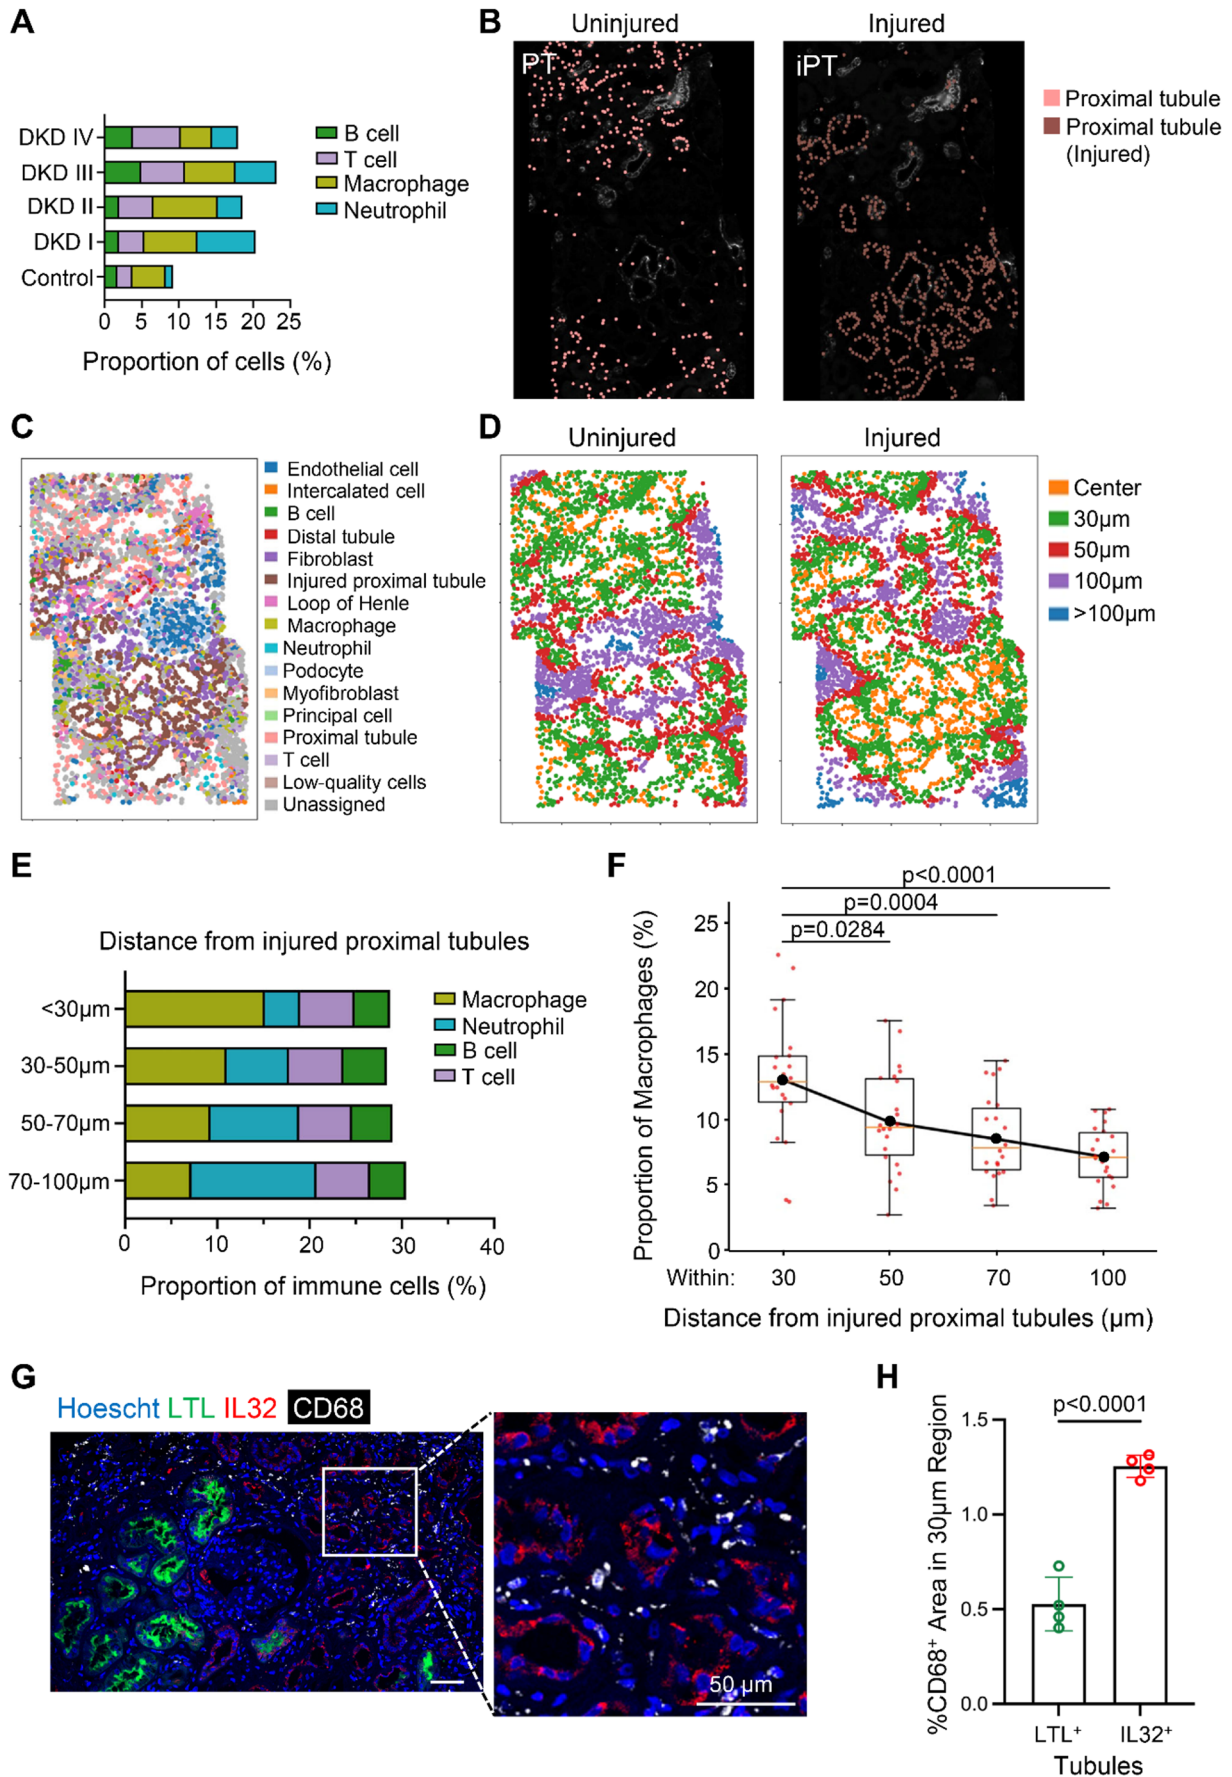 A
DKD IV
DKD III
DKD II
DKD I
Control
0 5 10 15 20 25
Proportion of cells (%)
B cell
T cell
Macrophage
Neutrophil
B
Uninjured Injured
PT iPT
Proximal tubule
Proximal tubule
(Injured)
C
Endothelial cell
Intercalated cell
B cell
Distal tubule
Fibroblast
Injured proximal tubule
Loop of Henle
Macrophage
Neutrophil
Podocyte
Myofibroblast
Principal cell
Proximal tubule
T cell
Low-quality cells
Unassigned
D
Uninjured Injured
Center
30µm
50µm
100µm
>100µm
E
Distance from injured proximal tubules
<30µm
30-50µm
50-70µm
70-100µm
0 10 20 30 40
Proportion of immune cells (%)
Macrophage
Neutrophil
B cell
T cell
F
p<0.0001
p=0.0004
p=0.0284
Proportion of Macrophages (%)
25
20
15
10
5
0
Within: 30 50 70 100
Distance from injured proximal tubules (µm)
G
Hoescht LTL IL32 CD68
50 µm
H
p<0.0001
%CD68⁺ Area in 30µm Region
1.5
1.0
0.5
0.0
LTL⁺ IL32⁺
Tubules